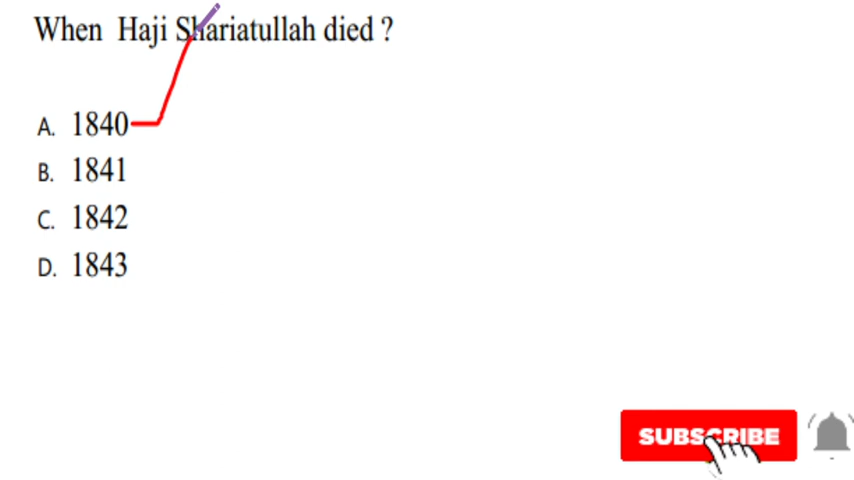 When Haji Shariatullah died ?
A. 1840
B. 1841
C. 1842
D. 1843
SUBSCRIBE